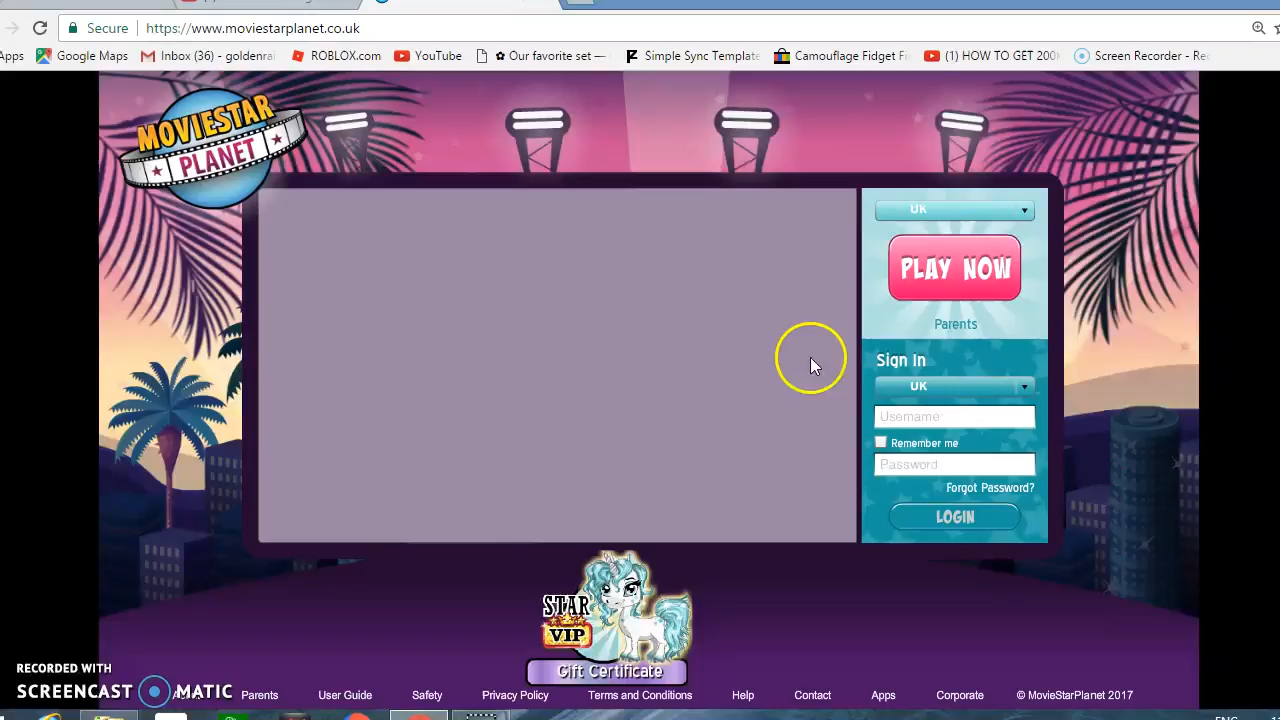 Secure https://www.moviestarplanet.co.uk
Apps Google Maps Inbox (36) - goldenrai ROBLOX.com YouTube ✿ Our favorite set — Simple Sync Template Camouflage Fidget F (1) HOW TO GET 200 Screen Recorder - Re
MOVIESTAR
PLANET
UK
PLAY NOW
Parents
Sign In
UK
Username
Remember me
Password
Forgot Password?
LOGIN
STAR
VIP
Gift Certificate
RECORDED WITH
SCREENCAST MATIC
Parents User Guide Safety Privacy Policy Terms and Conditions Help Contact Apps Corporate © MovieStarPlanet 2017